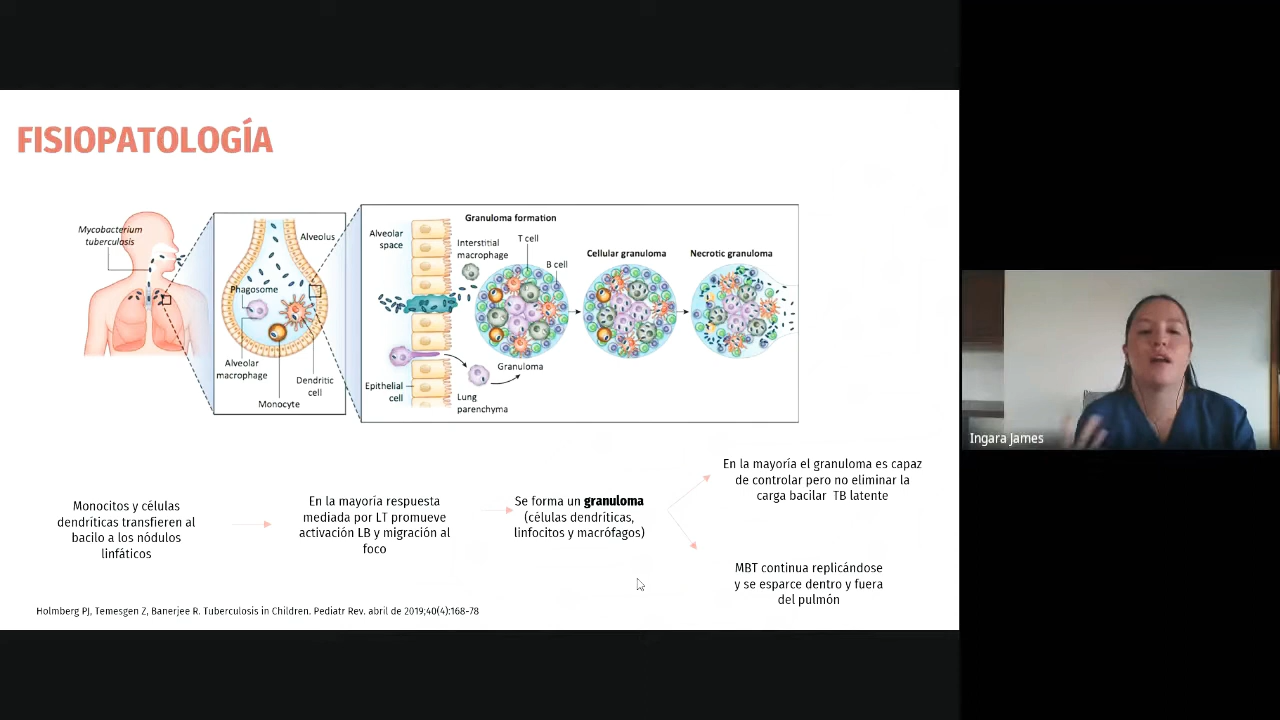 FISIOPATOLOGÍA
Mycobacterium
tuberculosis
Alveolus
Phagosome
Alveolar
macrophage
Dendritic
cell
Monocyte
Granuloma formation
Alveolar
space
Interstitial
macrophage
T cell
B cell
Cellular granuloma
Necrotic granuloma
Granuloma
Epithelial
cell
Lung
parenchyma
Monocitos y células
dendríticas transfieren al
bacilo a los nódulos
linfáticos
En la mayoría respuesta
mediada por LT promueve
activación LB y migración al
foco
Se forma un granuloma
(células dendríticas,
linfocitos y macrófagos)
En la mayoría el granuloma es capaz
de controlar pero no eliminar la
carga bacilar TB latente
MBT continua replicándose
y se esparce dentro y fuera
del pulmón
Holmberg PJ, Temesgen Z, Banerjee R. Tuberculosis in Children. Pediatr Rev. abril de 2019;40(4):168-78
Ingara James